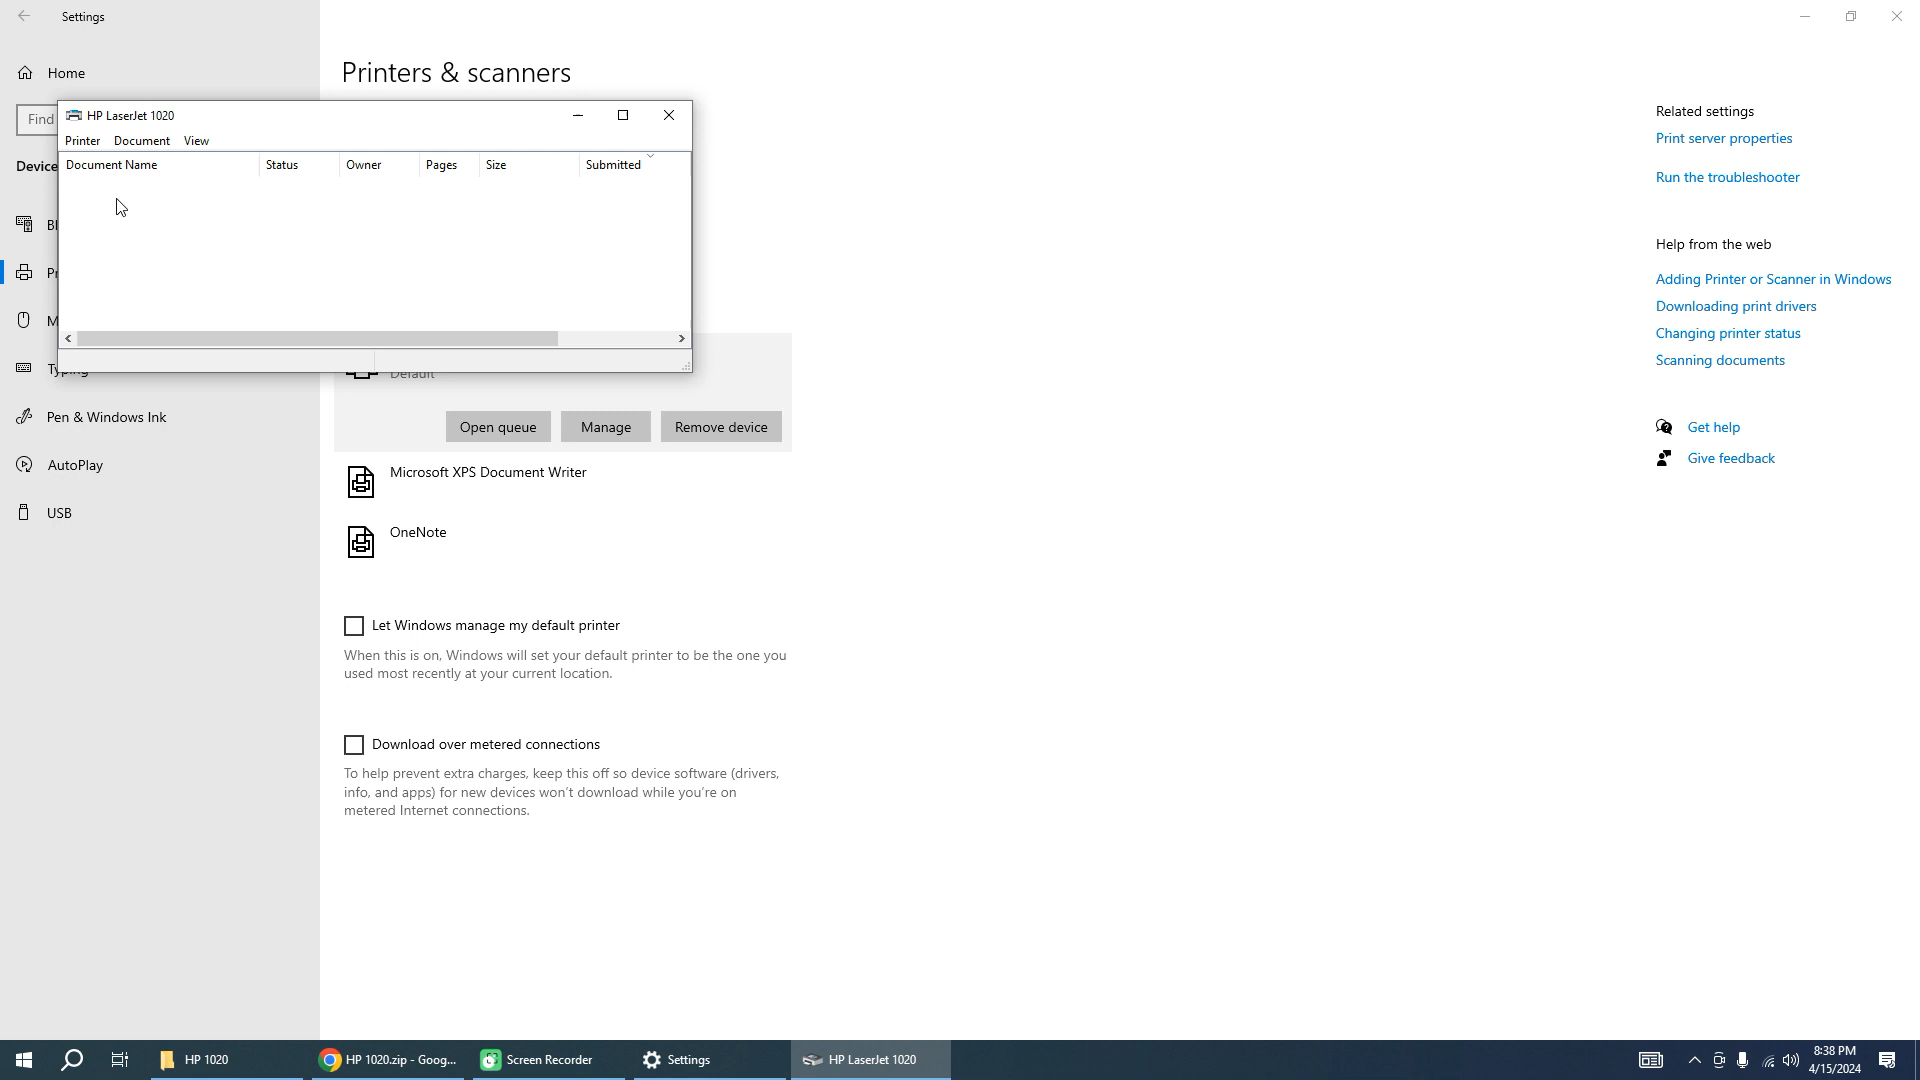 Settings
Home
Find
Device
Bl
Pr
M
Typing
Pen & Windows Ink
AutoPlay
USB
Printers & scanners
HP LaserJet 1020
Printer Document View
Document Name Status Owner Pages Size Submitted
Default
Open queue Manage Remove device
Microsoft XPS Document Writer
OneNote
Let Windows manage my default printer
When this is on, Windows will set your default printer to be the one you
used most recently at your current location.
Download over metered connections
To help prevent extra charges, keep this off so device software (drivers,
info, and apps) for new devices won't download while you're on
metered Internet connections.
Related settings
Print server properties
Run the troubleshooter
Help from the web
Adding Printer or Scanner in Windows
Downloading print drivers
Changing printer status
Scanning documents
Get help
Give feedback
HP 1020
HP 1020.zip - Goog...
Screen Recorder
Settings
HP LaserJet 1020
8:38 PM
4/15/2024